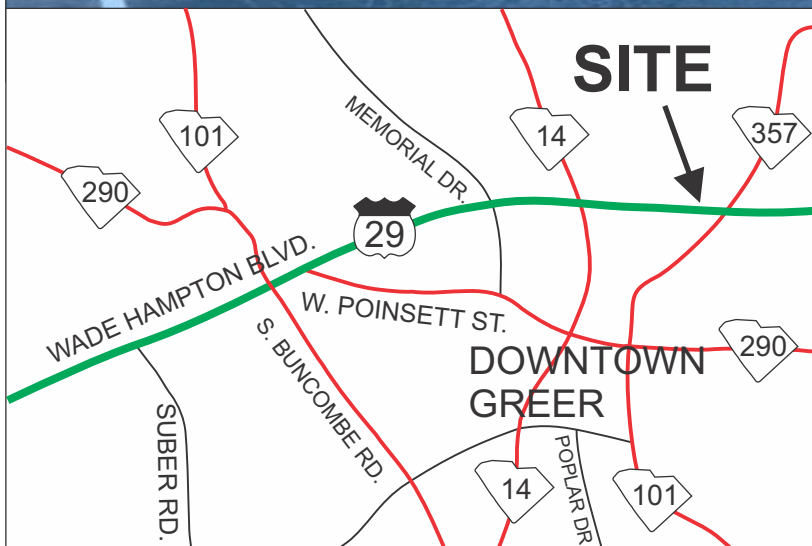 SITE
101
14
357
MEMORIAL DR.
290
29
WADE HAMPTON BLVD.
W. POINSETT ST.
S. BUNCOMBE RD.
290
DOWNTOWN
GREER
SUBER RD.
POPLAR DR
14
101